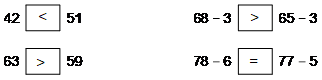 42 < 51 68 – 3 > 65 – 3
63 > 59 78 – 6 = 77 – 5